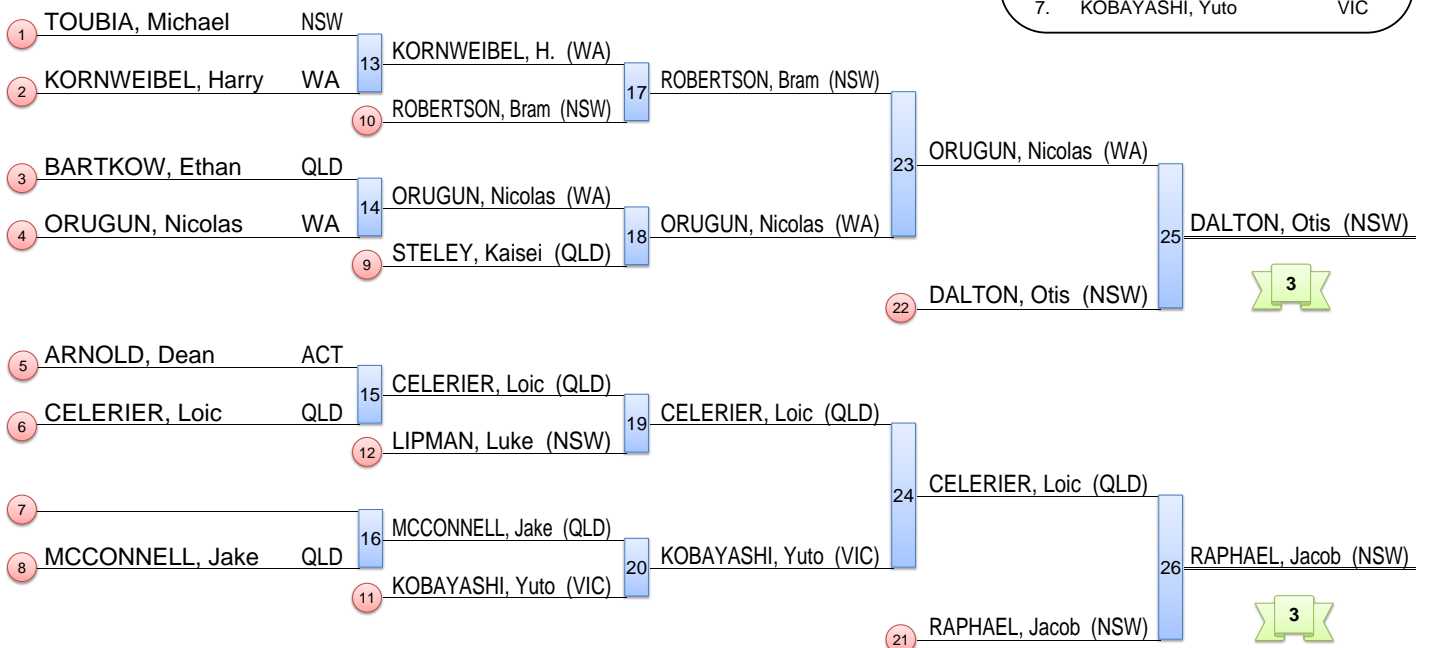 7. KOBAYASHI, Yuto VIC
1 TOUBIA, Michael NSW
13 KORNWEIBEL, H. (WA)
2 KORNWEIBEL, Harry WA
17 ROBERTSON, Bram (NSW)
10 ROBERTSON, Bram (NSW)
3 BARTKOW, Ethan QLD
23 ORUGUN, Nicolas (WA)
14 ORUGUN, Nicolas (WA)
4 ORUGUN, Nicolas WA
18 ORUGUN, Nicolas (WA)
25 DALTON, Otis (NSW)
9 STELEY, Kaisei (QLD)
3
22 DALTON, Otis (NSW)
5 ARNOLD, Dean ACT
15 CELERIER, Loic (QLD)
6 CELERIER, Loic QLD
19 CELERIER, Loic (QLD)
12 LIPMAN, Luke (NSW)
24 CELERIER, Loic (QLD)
7
16 MCCONNELL, Jake (QLD)
8 MCCONNELL, Jake QLD
20 KOBAYASHI, Yuto (VIC)
26 RAPHAEL, Jacob (NSW)
11 KOBAYASHI, Yuto (VIC)
3
21 RAPHAEL, Jacob (NSW)